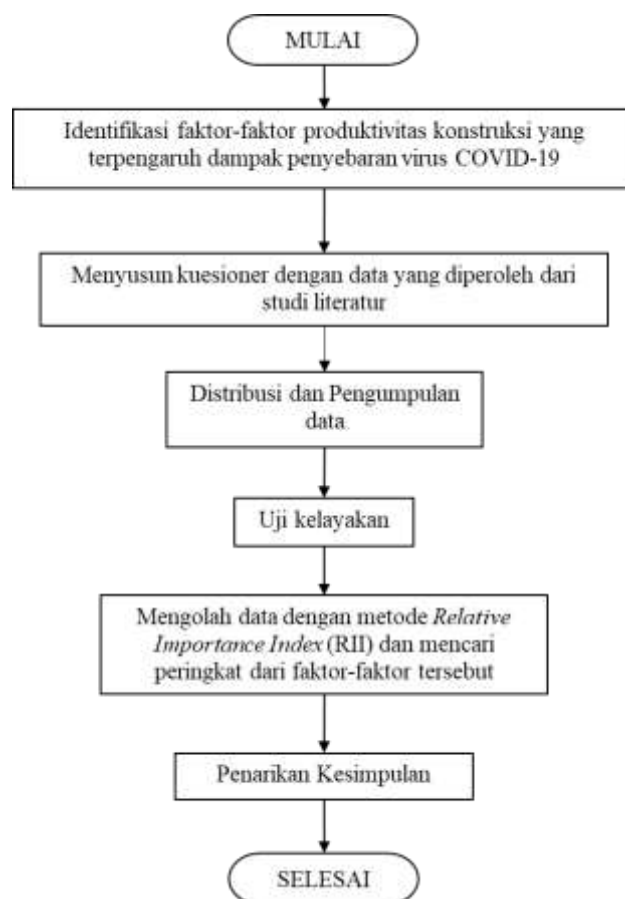 MULAI
Identifikasi faktor-faktor produktivitas konstruksi yang
terpengaruh dampak penyebaran virus COVID-19
Menyusun kuesioner dengan data yang diperoleh dari
studi literatur
Distribusi dan Pengumpulan
data
Uji kelayakan
Mengolah data dengan metode Relative
Importance Index (RII) dan mencari
peringkat dari faktor-faktor tersebut
Penarikan Kesimpulan
SELESAI